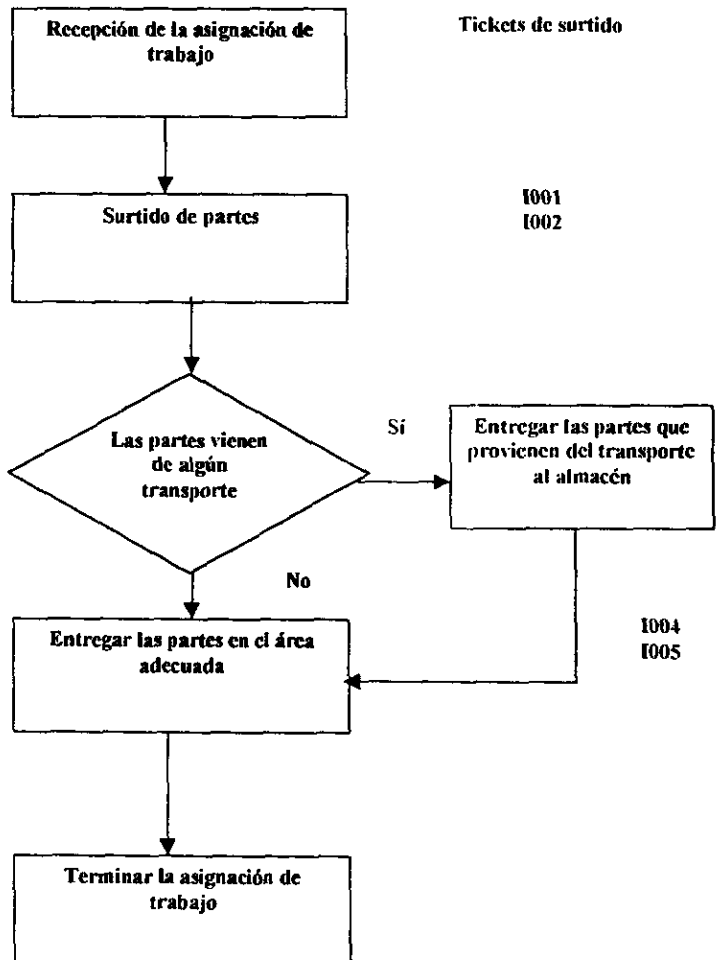 Recepción de la asignación de
trabajo
Tickets de surtido
Surtido de partes
I001
I002
Las partes vienen
de algún
transporte
Sí
Entregar las partes que
provienen del transporte
al almacén
No
Entregar las partes en el área
adecuada
I004
I005
Terminar la asignación de
trabajo